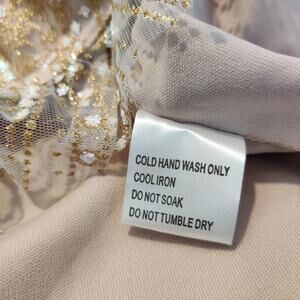 COLD HAND WASH ONLY
COOL IRON
DO NOT SOAK
DO NOT TUMBLE DRY